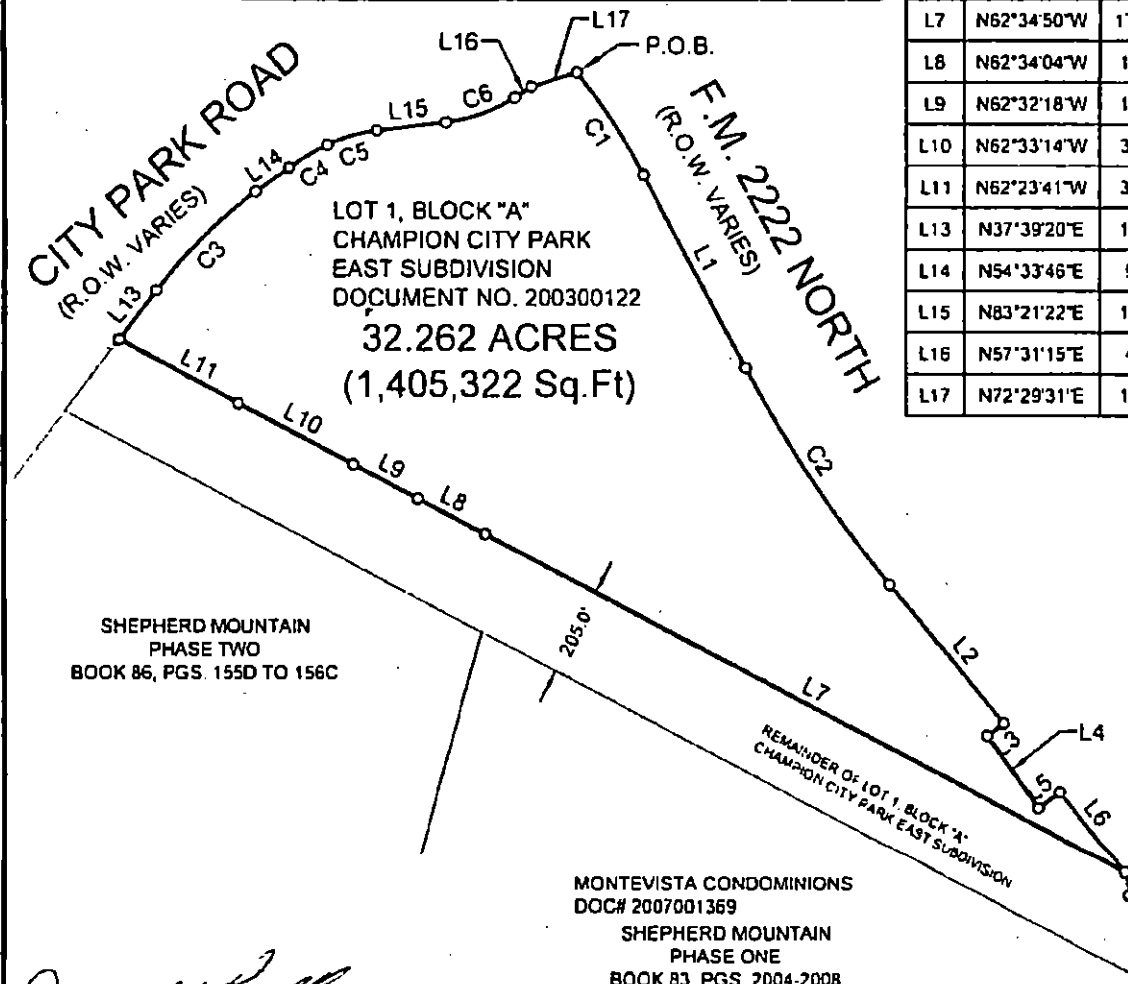 L17
L16
P.O.B.
CITY PARK ROAD
(R.O.W. VARIES)
L15
C6
C5
C4
L14
C3
L13
C1
F.M. 2222 NORTH
(R.O.W. VARIES)
L1
LOT 1, BLOCK "A"
CHAMPION CITY PARK
EAST SUBDIVISION
DOCUMENT NO. 200300122
32.262 ACRES
(1,405,322 Sq.Ft)
L11
L10
L9
L8
C2
L2
L4
L6
L7
205.0'
SHEPHERD MOUNTAIN
PHASE TWO
BOOK 86, PGS. 155D TO 156C
REMAINDER OF LOT 1, BLOCK "A"
CHAMPION CITY PARK EAST SUBDIVISION
MONTEVISTA CONDOMINIONS
DOC# 2007001369
SHEPHERD MOUNTAIN
PHASE ONE
BOOK 83, PGS. 200A-200B
L7 N62°34'50"W
L8 N62°34'04"W
L9 N62°32'18"W
L10 N62°33'14"W
L11 N62°23'41"W
L13 N37°39'20"E
L14 N54°33'46"E
L15 N83°21'22"E
L16 N57°31'15"E
L17 N72°29'31"E